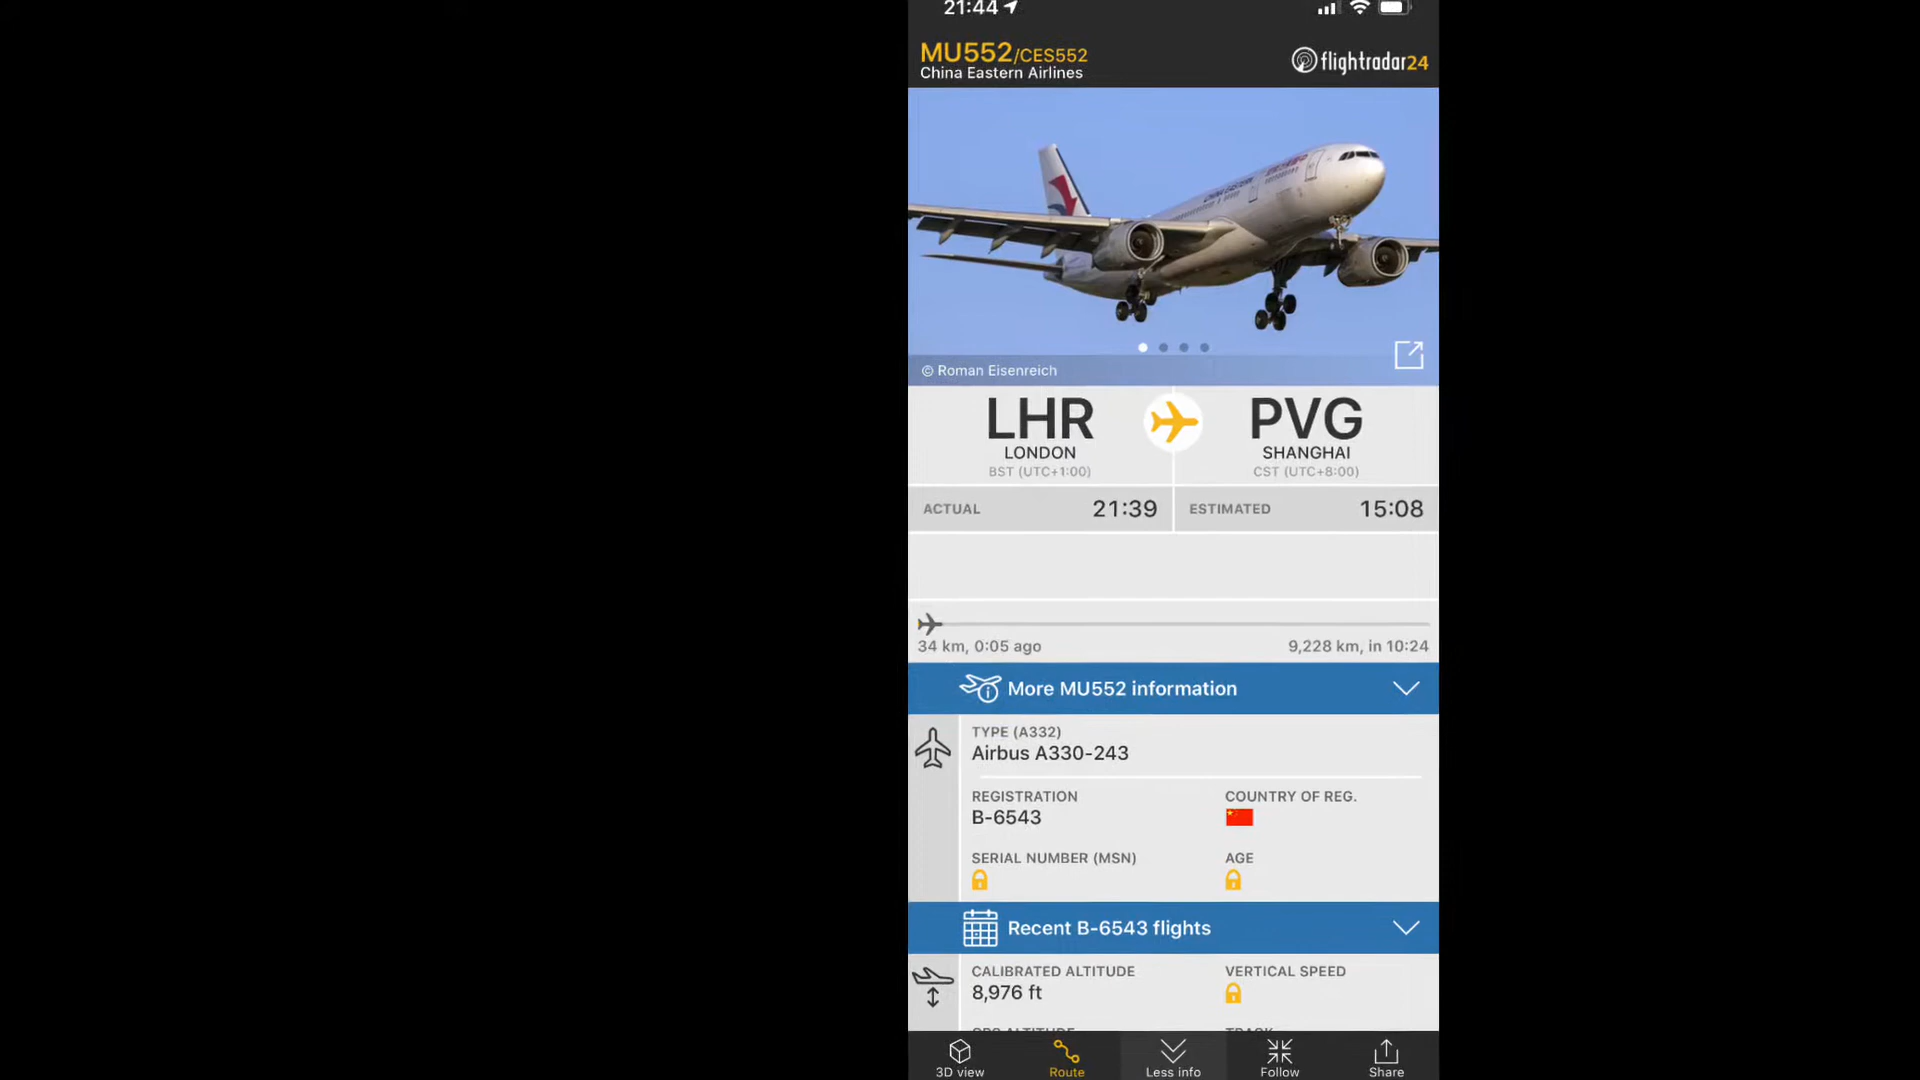 21:44
MU552/CES552
China Eastern Airlines
flightradar24
CHINA EASTERN
© Roman Eisenreich
LHR
PVG
LONDON
SHANGHAI
BST (UTC+1:00)
CST (UTC+8:00)
ACTUAL 21:39
ESTIMATED 15:08
34 km, 0:05 ago
9,228 km, in 10:24
More MU552 information
TYPE (A332)
Airbus A330-243
REGISTRATION
B-6543
COUNTRY OF REG.
SERIAL NUMBER (MSN)
AGE
Recent B-6543 flights
CALIBRATED ALTITUDE
8,976 ft
VERTICAL SPEED
3D view
Route
Less info
Follow
Share